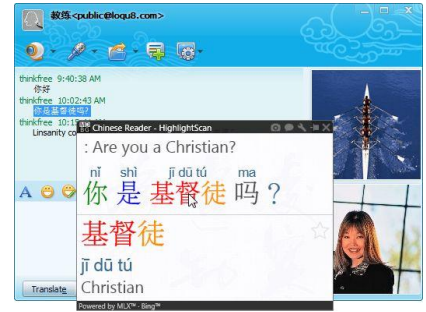 教练<public@loqu8.com>
thinkfree 9:40:38 AM
你好
thinkfree 10:02:43 AM
你是基督徒吗?
thinkfree 10:15
Linsanity co
Chinese Reader - HighlightScan
: Are you a Christian?
nǐ shì jī dū tú ma
你是基督徒吗？
基督徒
jī dū tú
Christian
A
Translate
Powered by MLX™ - Bing™